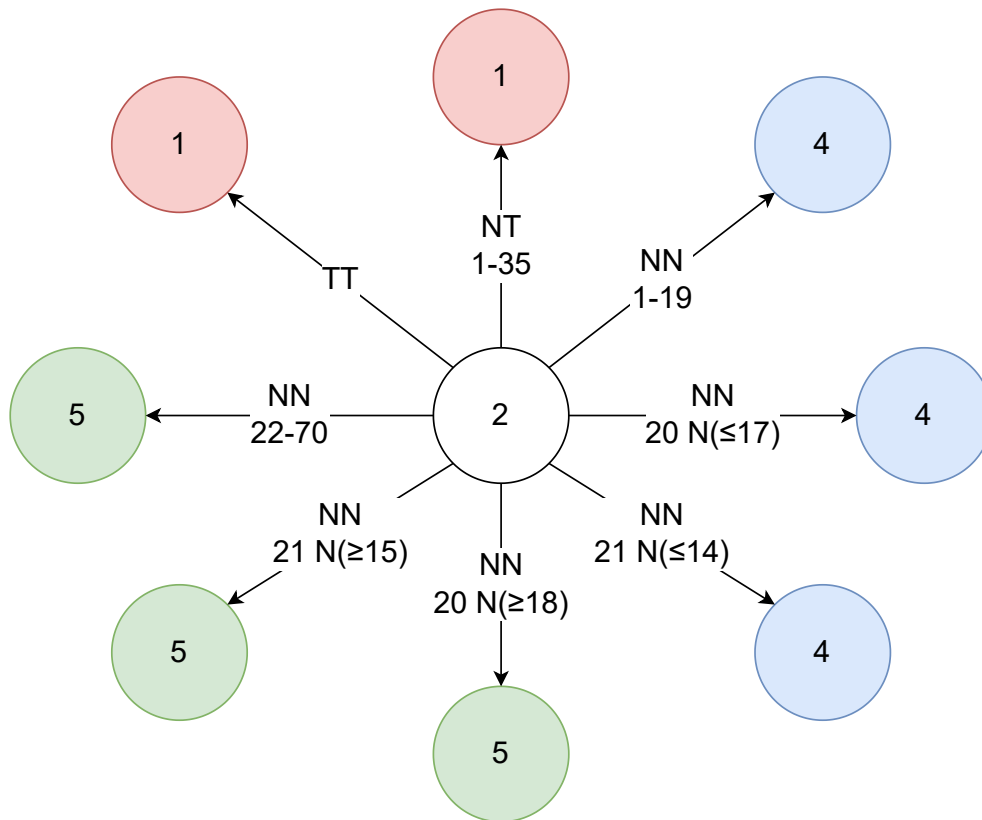 1
1
4
NT
1-35
NN
1-19
TT
5
NN
22-70
2
NN
20 N(≤17)
4
NN
21 N(≥15)
NN
20 N(≥18)
NN
21 N(≤14)
5
5
4